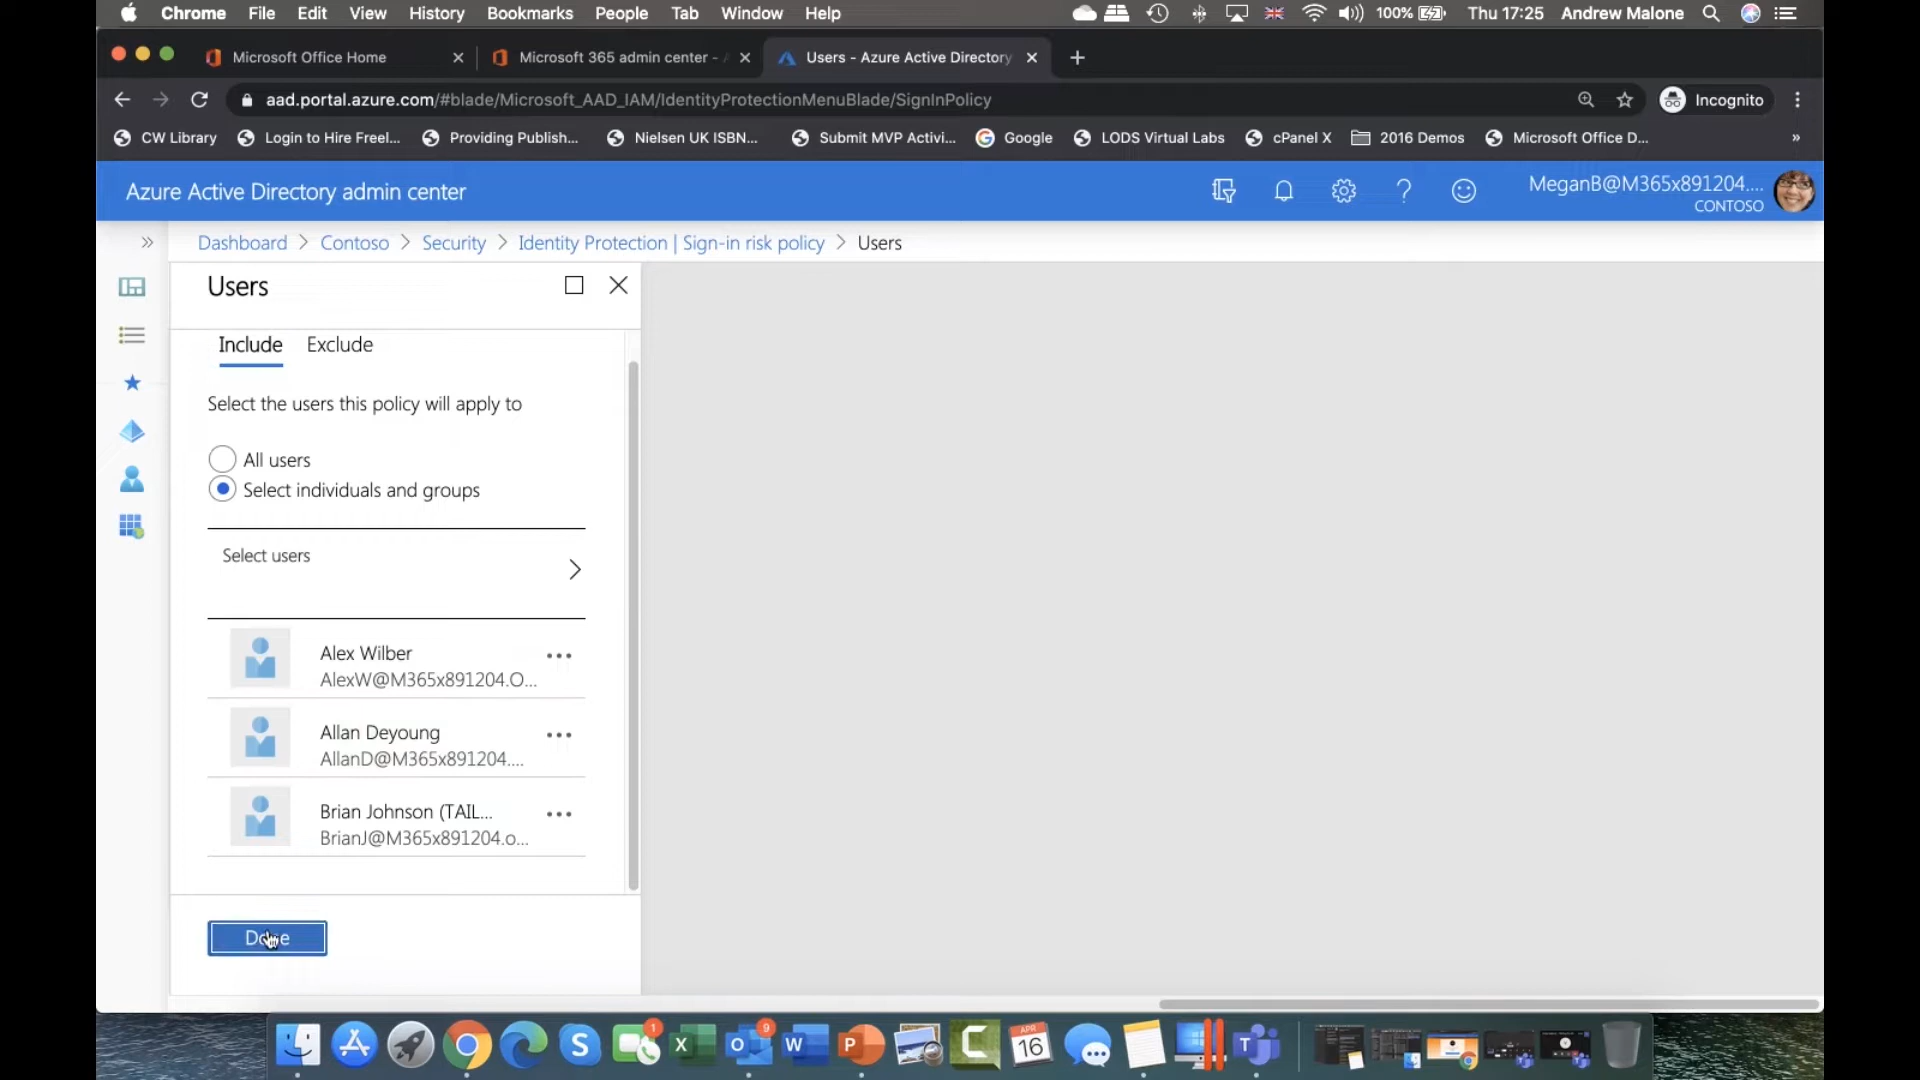 Chrome File Edit View History Bookmarks People Tab Window Help 100% Thu 17:25 Andrew Malone
Microsoft Office Home Microsoft 365 admin center - Users - Azure Active Directory
aad.portal.azure.com/#blade/Microsoft_AAD_IAM/IdentityProtectionMenuBlade/SignInPolicy Incognito
CW Library Login to Hire Freel... Providing Publish... Nielsen UK ISBN... Submit MVP Activi... Google LODS Virtual Labs cPanel X 2016 Demos Microsoft Office D... »
Azure Active Directory admin center MeganB@M365x891204....
CONTOSO
Dashboard > Contoso > Security > Identity Protection | Sign-in risk policy > Users
Users
Include Exclude
Select the users this policy will apply to
All users
Select individuals and groups
Select users
Alex Wilber
AlexW@M365x891204.O...
Allan Deyoung
AllanD@M365x891204....
Brian Johnson (TAIL...
BrianJ@M365x891204.o...
Done
1 9 APR
S X O W P 16 T